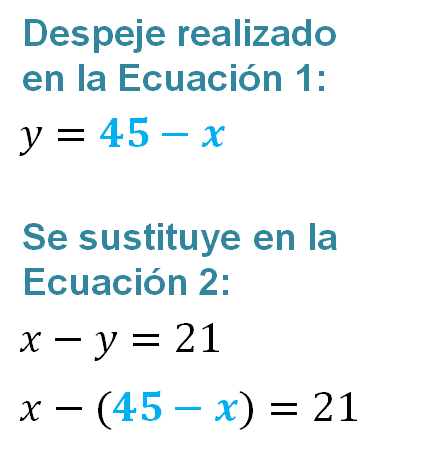 Despeje realizado
en la Ecuación 1:
y = 45 − x
Se sustituye en la
Ecuación 2:
x − y = 21
x − (45 − x) = 21